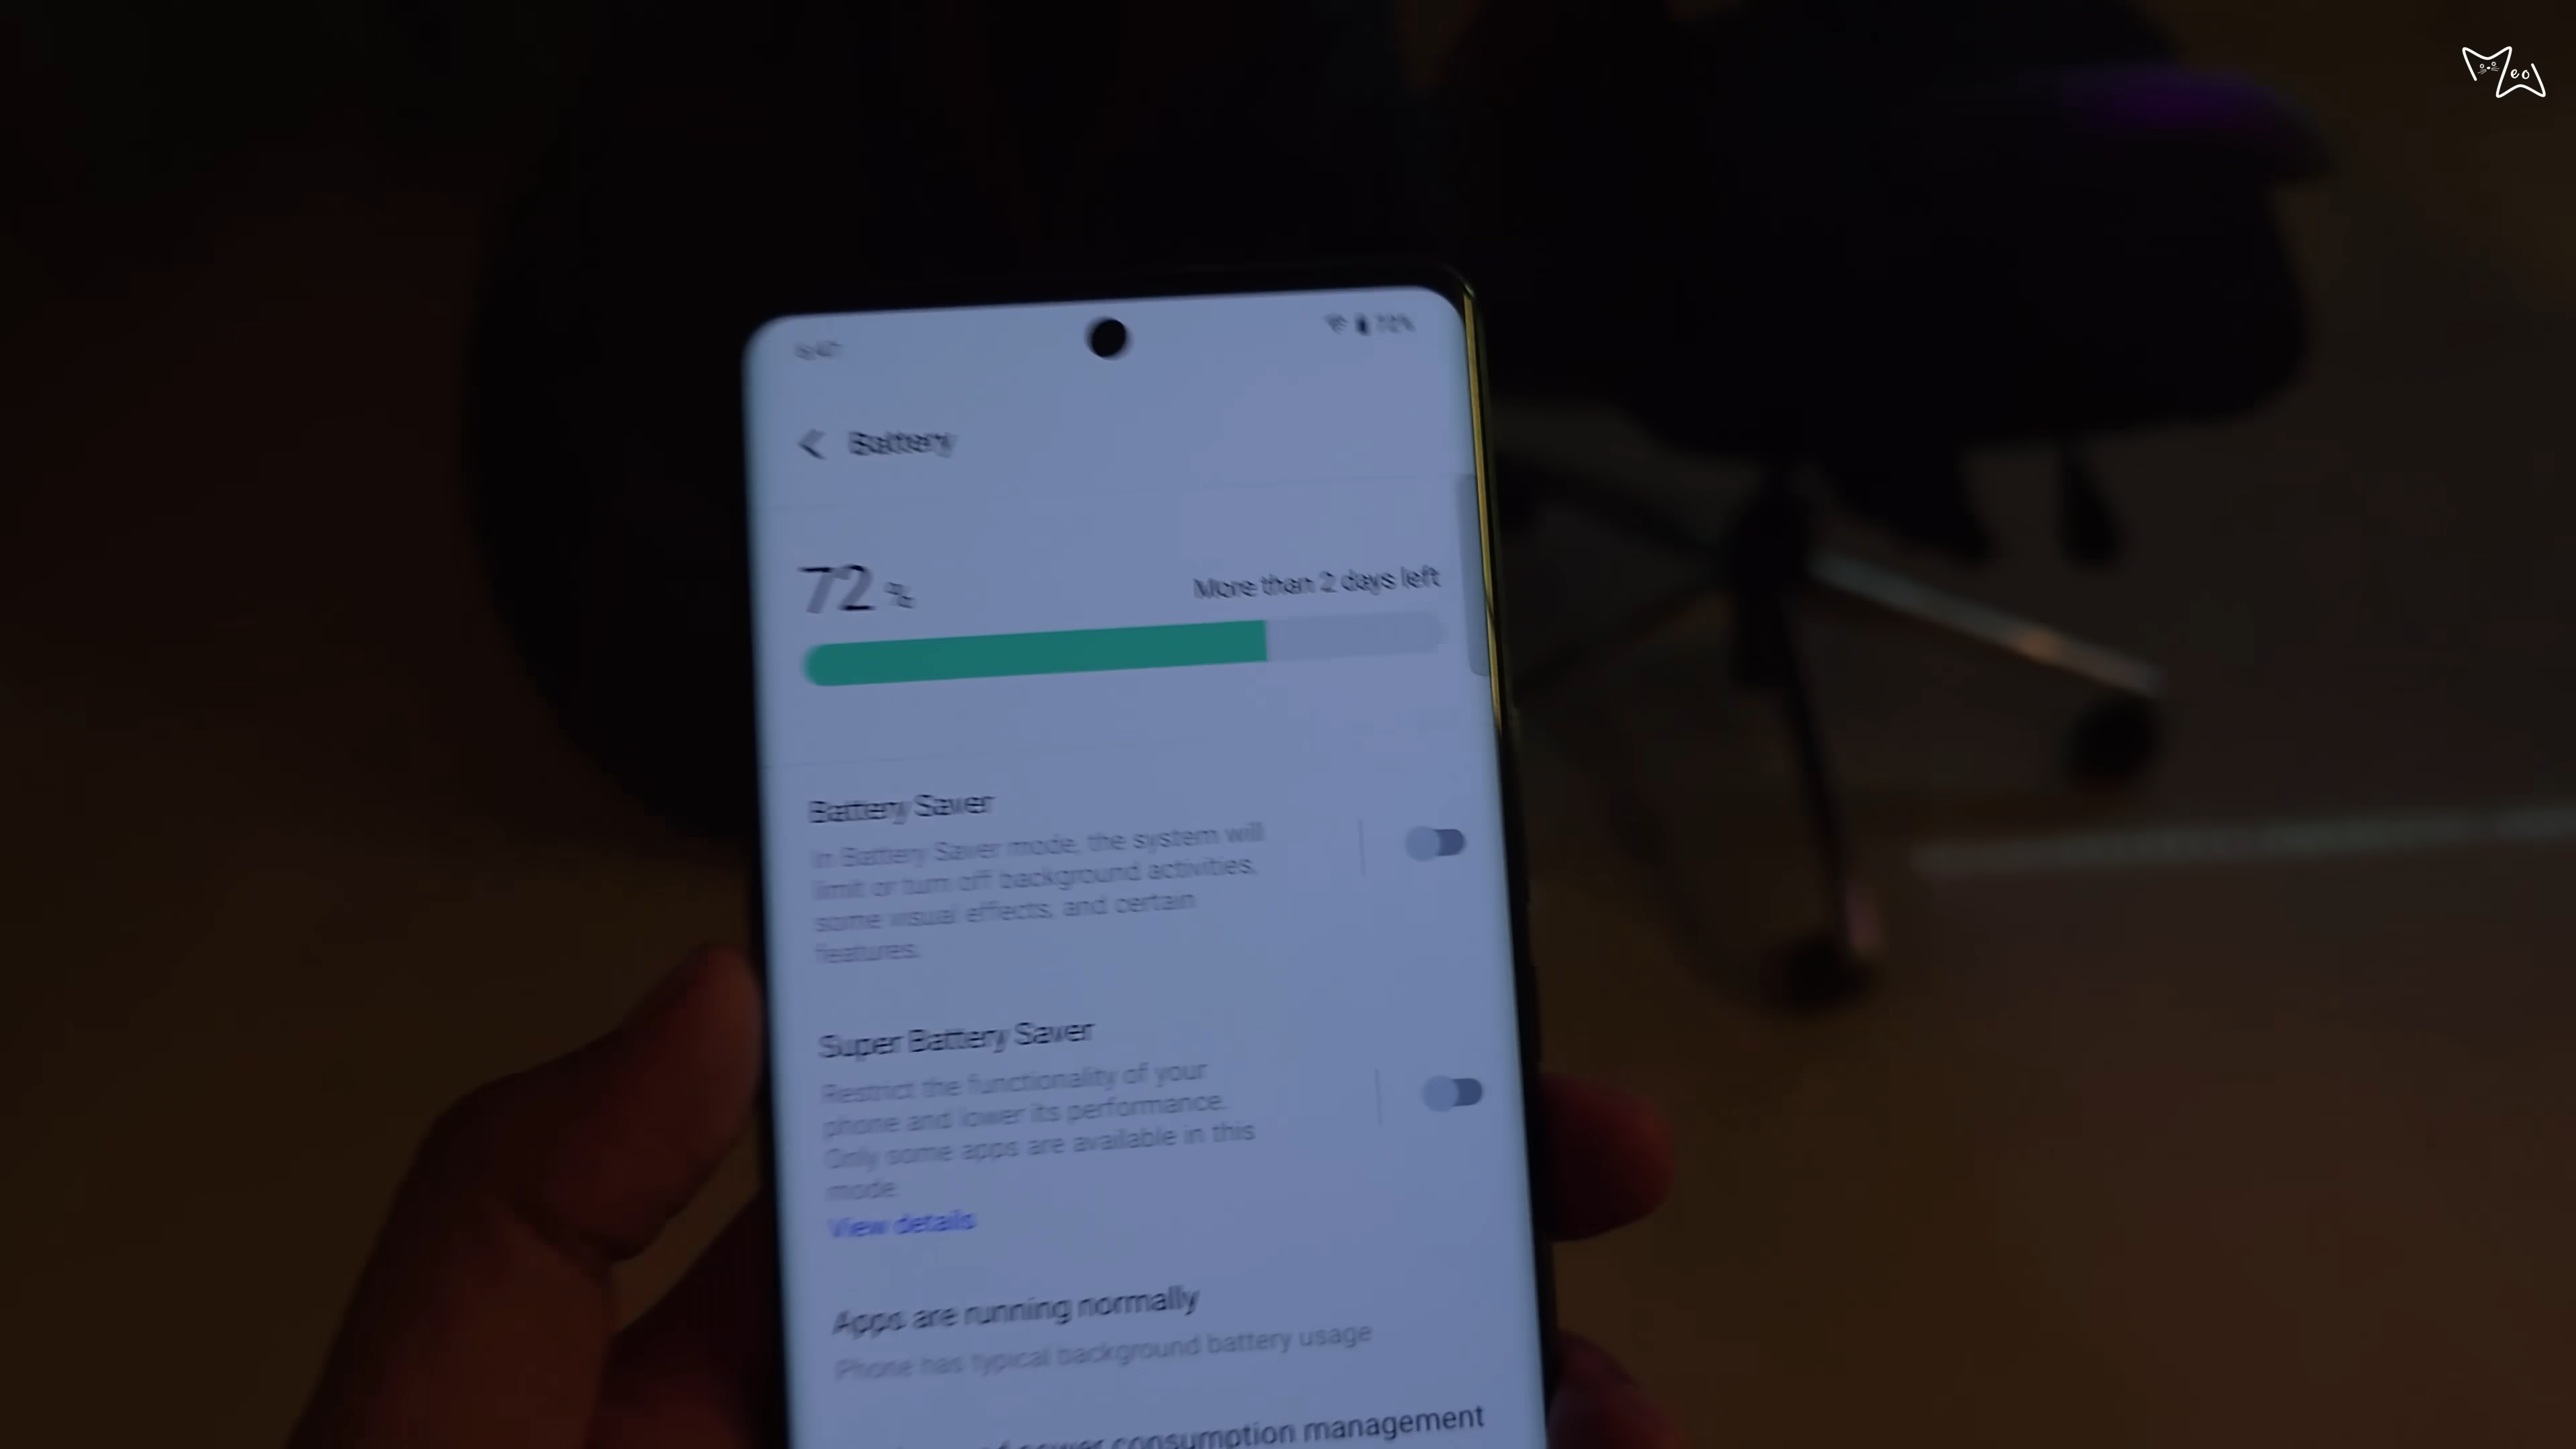 Meo
72%
Battery
72 %
More than 2 days left
Battery Saver
In Battery Saver mode, the system will
limit or turn off background activities,
some visual effects, and certain
features.
Super Battery Saver
Restrict the functionality of your
phone and lower its performance.
Only some apps are available in this
mode.
View details
Apps are running normally
Phone has typical background battery usage
power consumption management